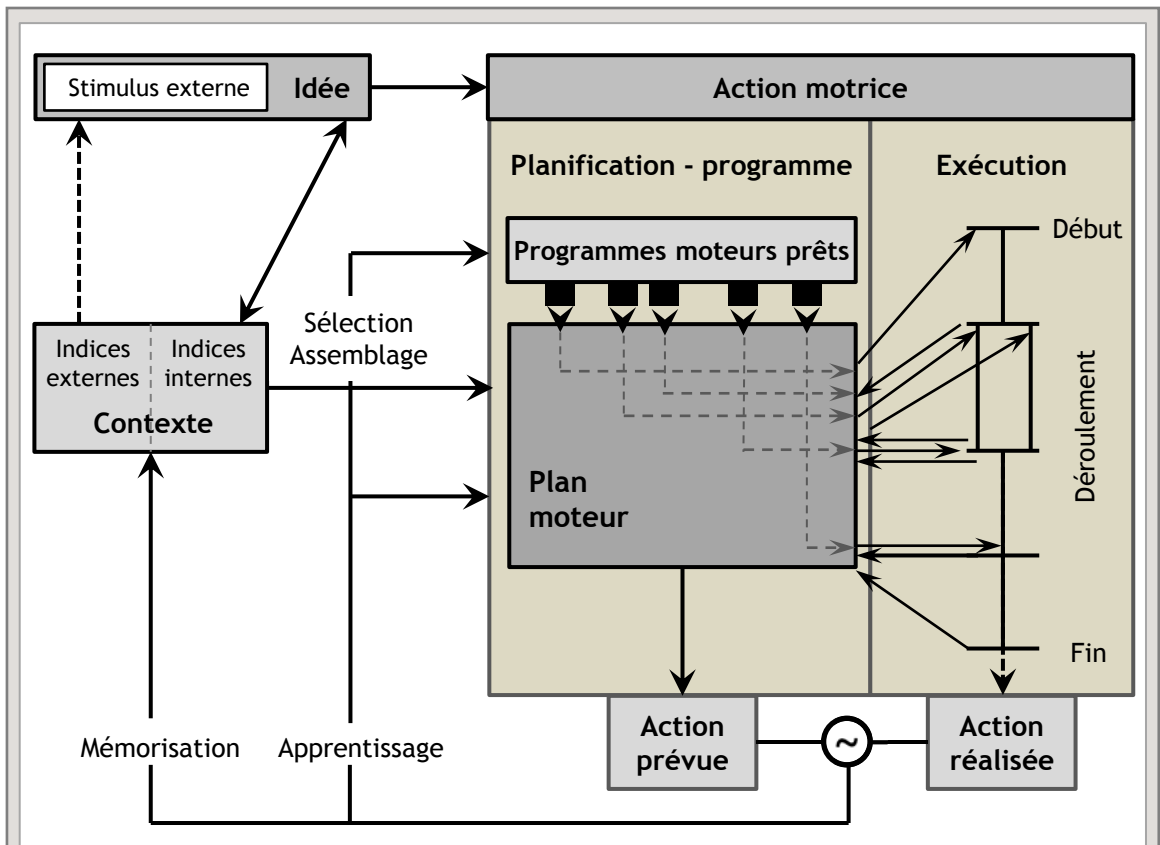 Stimulus externe
Idée
Action motrice
Planification - programme
Exécution
Programmes moteurs prêts
Début
Sélection
Assemblage
Indices
externes
Indices
internes
Contexte
Déroulement
Plan
moteur
Fin
Mémorisation
Apprentissage
Action
prévue
~
Action
réalisée